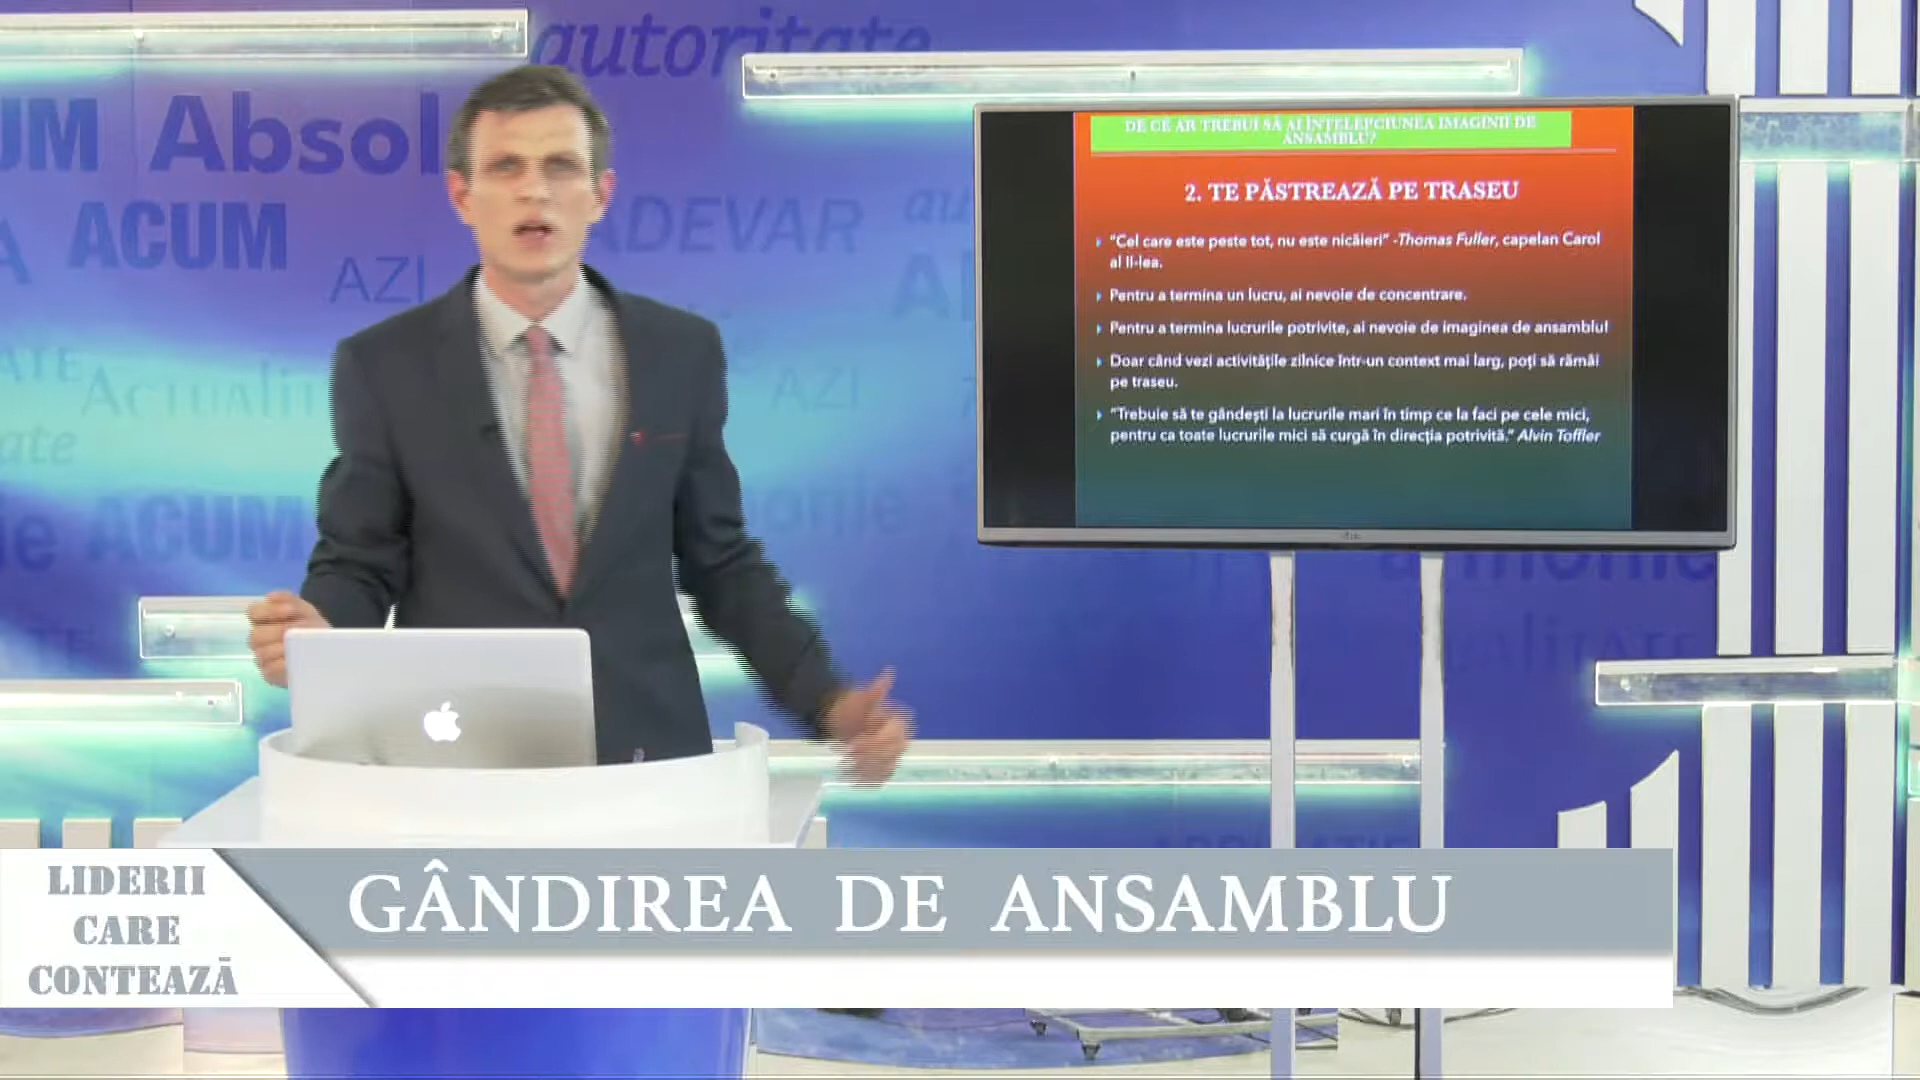 autoritate
UM Absol
ACUM
AZI
ADEVAR
au
AZI
ATE
Actualit
ate
ACUM
armonie
DE CE AR TREBUI SĂ AI ÎNȚELEPCIUNEA IMAGINII DE
ANSAMBLU?
2. TE PĂSTREAZĂ PE TRASEU
"Cel care este peste tot, nu este nicăieri" -Thomas Fuller, capelan Carol
al II-lea.
Pentru a termina un lucru, ai nevoie de concentrare.
Pentru a termina lucrurile potrivite, ai nevoie de imaginea de ansamblu!
Doar când vezi activitățile zilnice într-un context mai larg, poți să rămâi
pe traseu.
"Trebuie să te gândești la lucrurile mari în timp ce la faci pe cele mici,
pentru ca toate lucrurile mici să curgă în direcția potrivită." Alvin Toffler
LIDERII
CARE
CONTEAZĂ
GÂNDIREA DE ANSAMBLU